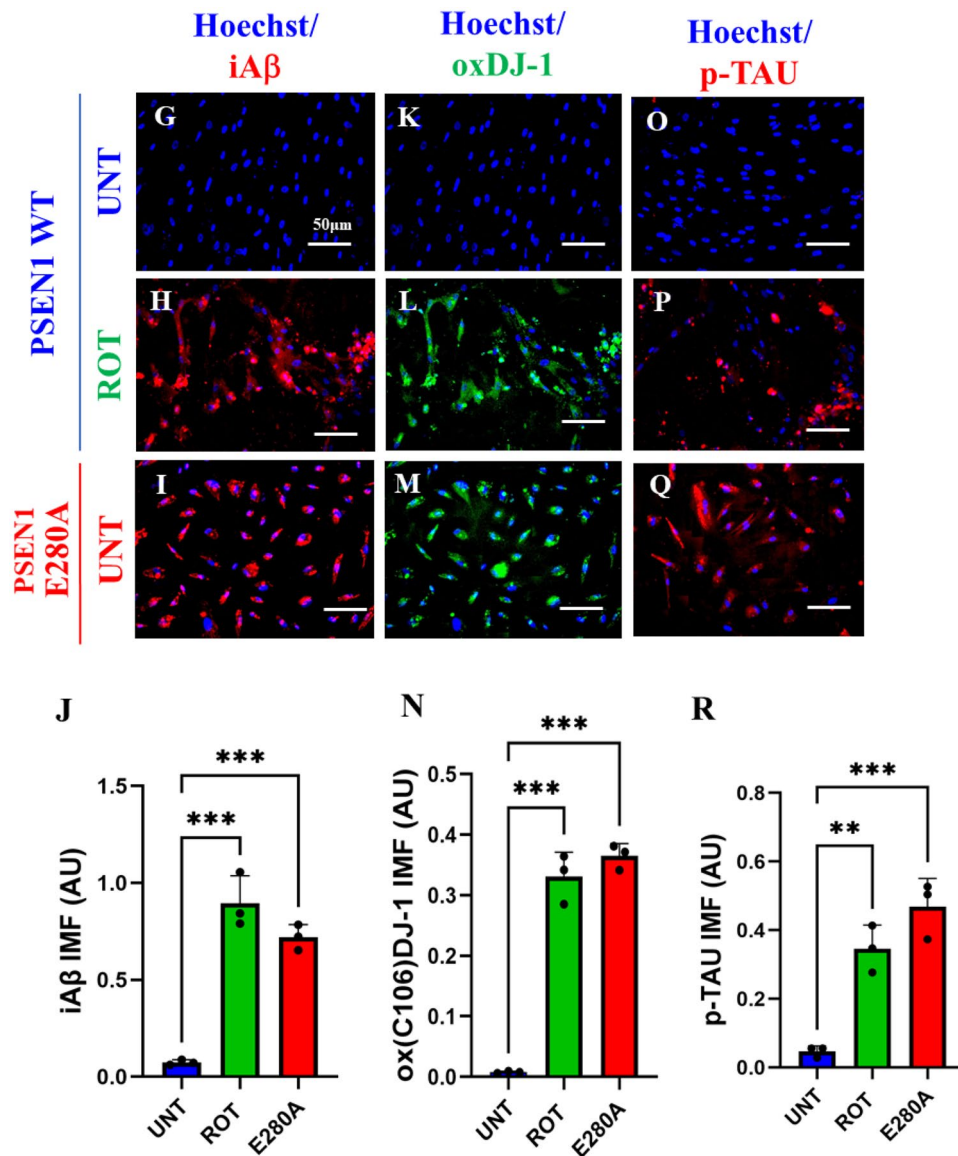 Hoechst/ Hoechst/ Hoechst/
iAβ oxDJ-1 p-TAU
PSEN1 WT
UNT
G K O
50μm
ROT
H L P
PSEN1
E280A
UNT
I M Q
J N R
iAβ IMF (AU)
1.5
1.0
0.5
0.0
*** 
***
UNT ROT E280A
ox(C106)DJ-1 IMF (AU)
0.5
0.4
0.3
0.2
0.1
0.0
***
***
UNT ROT E280A
p-TAU IMF (AU)
0.8
0.6
0.4
0.2
0.0
***
**
UNT ROT E280A